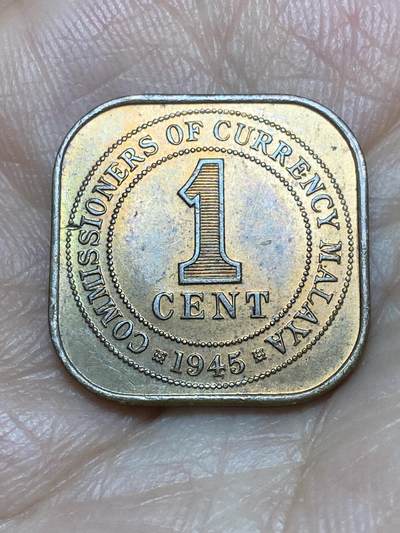 COMMISSIONERS OF CURRENCY MALAYA
1
CENT
1945